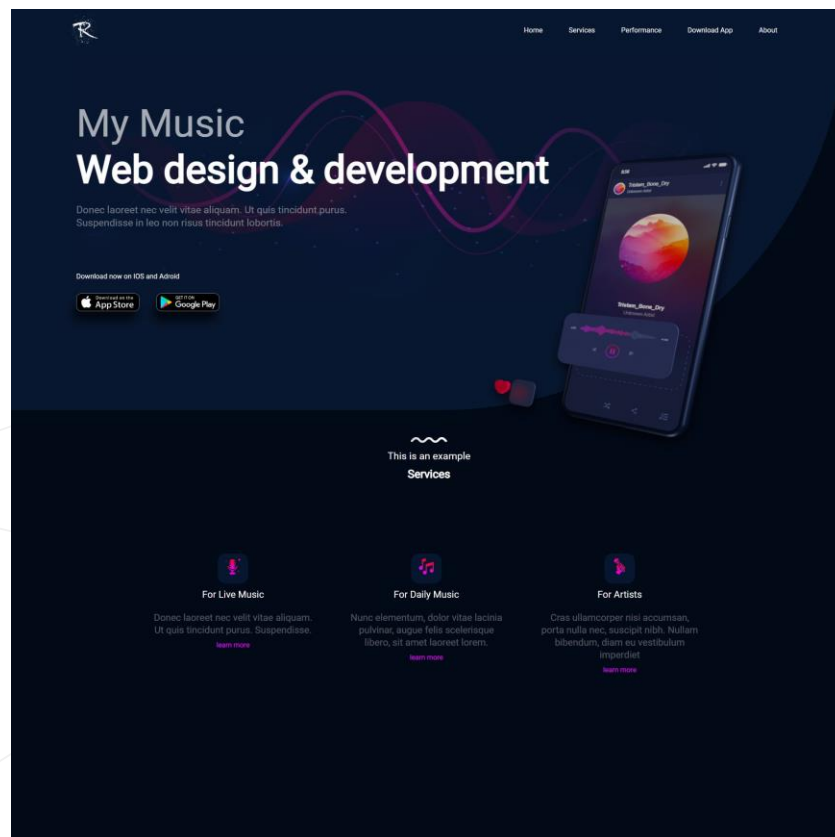 R
Home Services Performance Download App About
My Music
Web design & development
Donec laoreet nec velit vitae aliquam. Ut quis tincidunt purus.
Suspendisse in leo non risus tincidunt lobortis.
Download now on IOS and Adroid
Download on the
App Store
GET IT ON
Google Play
Unknown Artist
Unknown Artist
This is an example
Services
For Live Music
Donec laoreet nec velit vitae aliquam.
Ut quis tincidunt purus. Suspendisse.
learn more
For Daily Music
Nunc elementum, dolor vitae lacinia
pulvinar, augue felis scelerisque
libero, sit amet laoreet lorem.
learn more
For Artists
Cras ullamcorper nisi accumsan,
porta nulla nec, suscipit nibh. Nullam
bibendum, diam eu vestibulum
imperdiet
learn more